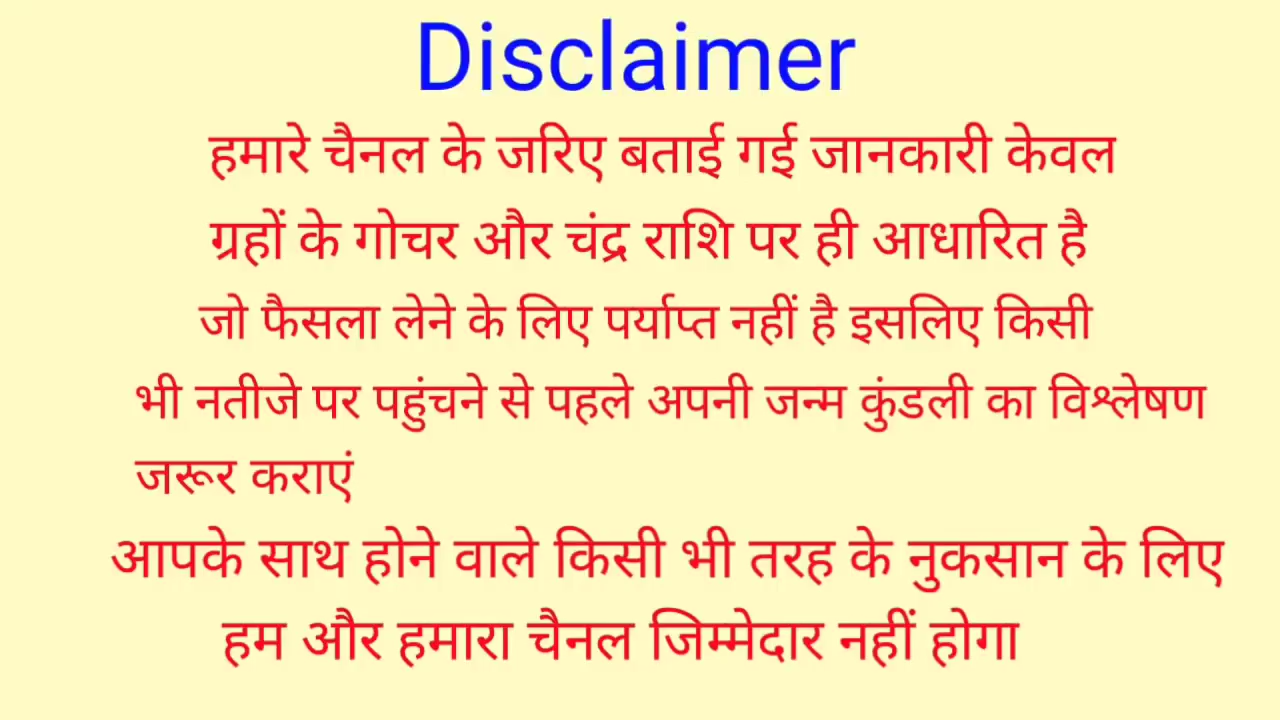 Disclaimer
हमारे चैनल के जरिए बताई गई जानकारी केवल
ग्रहों के गोचर और चंद्र राशि पर ही आधारित है
जो फैसला लेने के लिए पर्याप्त नहीं है इसलिए किसी
भी नतीजे पर पहुंचने से पहले अपनी जन्म कुंडली का विश्लेषण
जरूर कराएं
आपके साथ होने वाले किसी भी तरह के नुकसान के लिए
हम और हमारा चैनल जिम्मेदार नहीं होगा